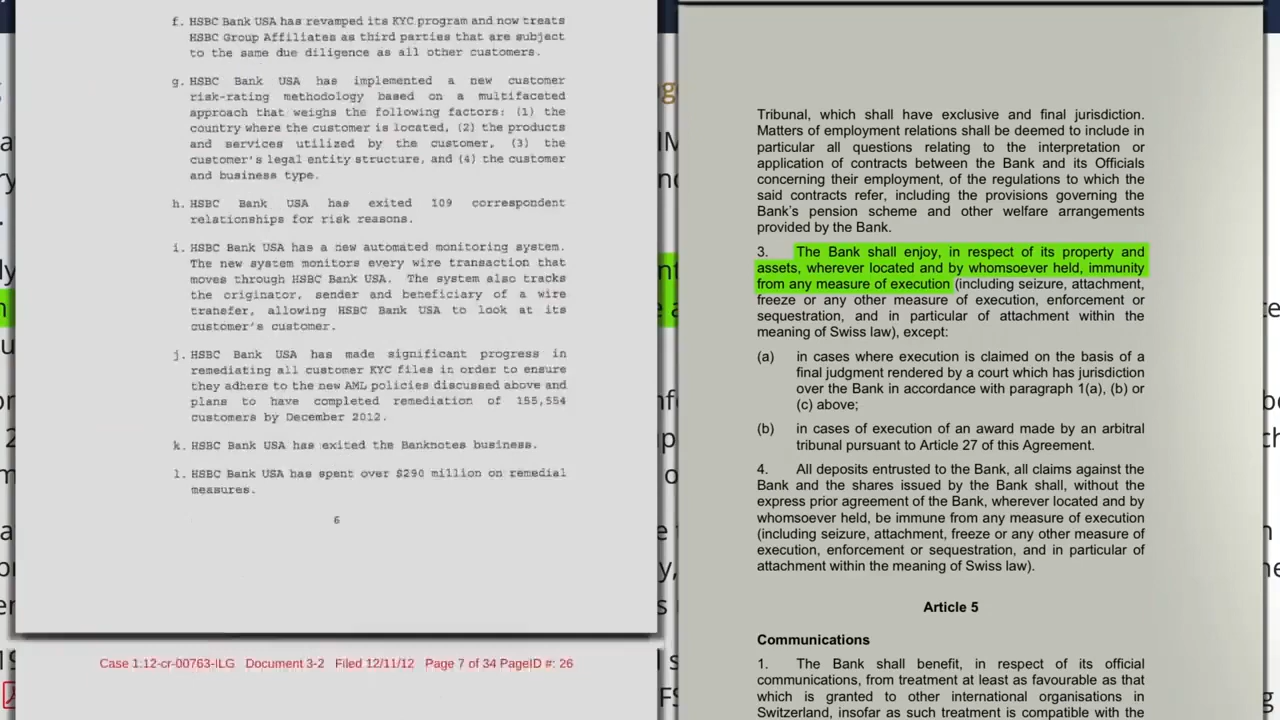 f. HSBC Bank USA has revamped its KYC program and now treats
HSBC Group Affiliates as third parties that are subject
to the same due diligence as all other customers.
g. HSBC Bank USA has implemented a new customer
risk-rating methodology based on a multifaceted
approach that weighs the following factors: (1) the
country where the customer is located, (2) the products
and services utilized by the customer, (3) the
customer's legal entity structure, and (4) the customer
and business type.
h. HSBC Bank USA has exited 109 correspondent
relationships for risk reasons.
i. HSBC Bank USA has a new automated monitoring system.
The new system monitors every wire transaction that
moves through HSBC Bank USA. The system also tracks
the originator, sender and beneficiary of a wire
transfer, allowing HSBC Bank USA to look at its
customer's customer.
j. HSBC Bank USA has made significant progress in
remediating all customer KYC files in order to ensure
they adhere to the new AML policies discussed above and
plans to have completed remediation of 155,554
customers by December 2012.
k. HSBC Bank USA has exited the Banknotes business.
l. HSBC Bank USA has spent over $290 million on remedial
measures.
6
Case 1:12-cr-00763-ILG Document 3-2 Filed 12/11/12 Page 7 of 34 PageID #: 26
Tribunal, which shall have exclusive and final jurisdiction.
Matters of employment relations shall be deemed to include in
particular all questions relating to the interpretation or
application of contracts between the Bank and its Officials
concerning their employment, of the regulations to which the
said contracts refer, including the provisions governing the
Bank's pension scheme and other welfare arrangements
provided by the Bank.
3. The Bank shall enjoy, in respect of its property and
assets, wherever located and by whomsoever held, immunity
from any measure of execution (including seizure, attachment,
freeze or any other measure of execution, enforcement or
sequestration, and in particular of attachment within the
meaning of Swiss law), except:
(a) in cases where execution is claimed on the basis of a
final judgment rendered by a court which has jurisdiction
over the Bank in accordance with paragraph 1(a), (b) or
(c) above;
(b) in cases of execution of an award made by an arbitral
tribunal pursuant to Article 27 of this Agreement.
4. All deposits entrusted to the Bank, all claims against the
Bank and the shares issued by the Bank shall, without the
express prior agreement of the Bank, wherever located and by
whomsoever held, be immune from any measure of execution
(including seizure, attachment, freeze or any other measure of
execution, enforcement or sequestration, and in particular of
attachment within the meaning of Swiss law).
Article 5
Communications
1. The Bank shall benefit, in respect of its official
communications, from treatment at least as favourable as that
which is granted to other international organisations in
Switzerland, insofar as such treatment is compatible with the